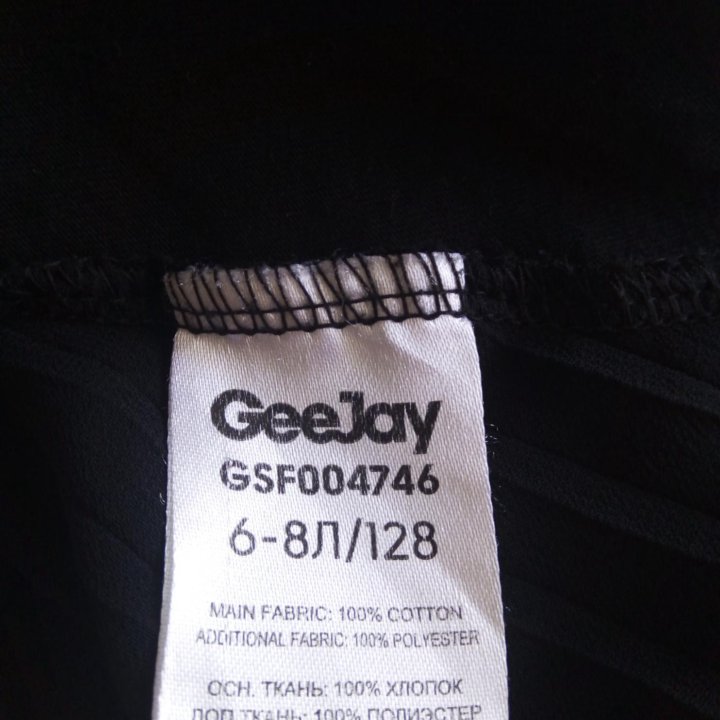 GeeJay
GSF004746
6-8Л/128
MAIN FABRIC: 100% COTTON
ADDITIONAL FABRIC: 100% POLYESTER
ОСН. ТКАНЬ: 100% ХЛОПОК
ДОП ТКАНЬ: 100% ПОЛИЭСТЕР